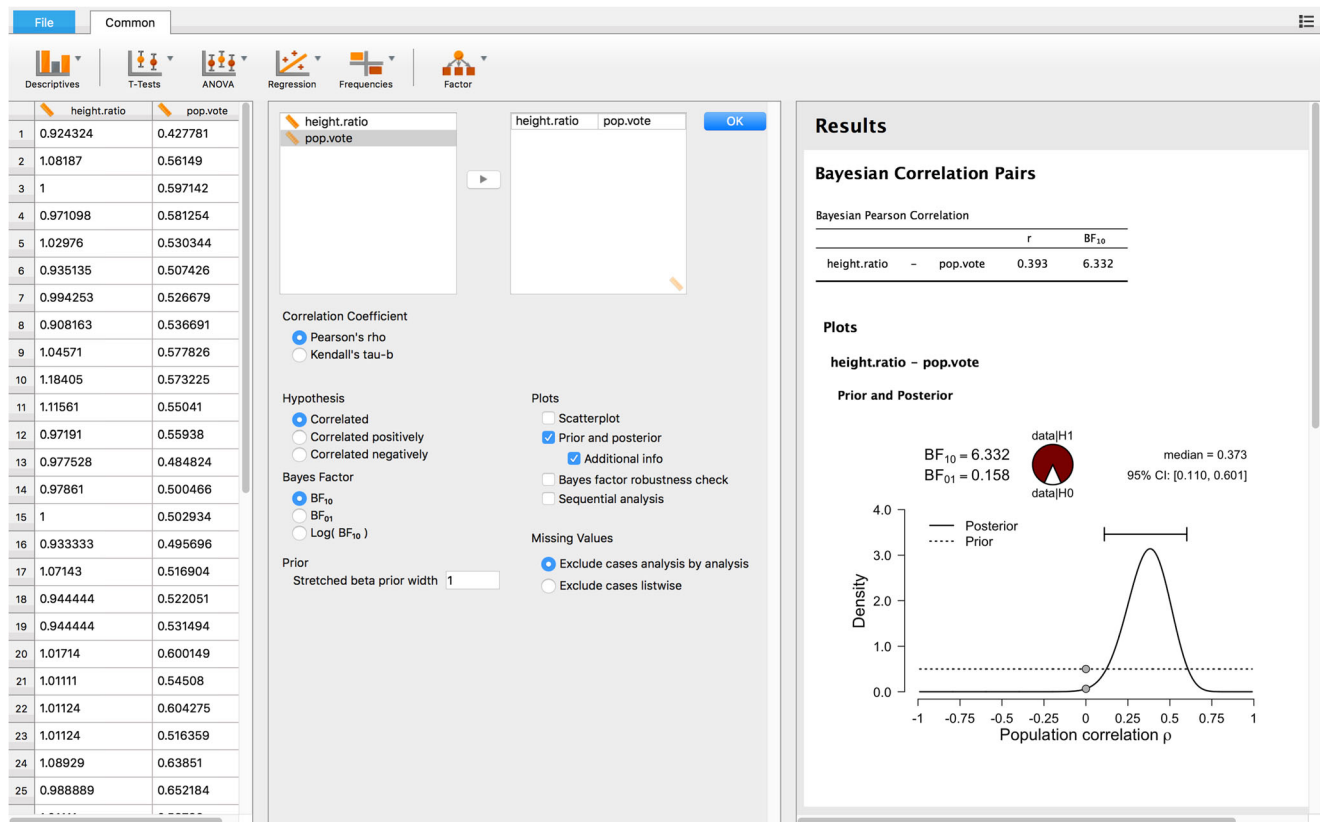 File
Common
Descriptives
T-Tests
ANOVA
Regression
Frequencies
Factor
height.ratio pop.vote
1 0.924324 0.427781
2 1.08187 0.56149
3 1 0.597142
4 0.971098 0.581254
5 1.02976 0.530344
6 0.935135 0.507426
7 0.994253 0.526679
8 0.908163 0.536691
9 1.04571 0.577826
10 1.18405 0.573225
11 1.11561 0.55041
12 0.97191 0.55938
13 0.977528 0.484824
14 0.97861 0.500466
15 1 0.502934
16 0.933333 0.495696
17 1.07143 0.516904
18 0.944444 0.522051
19 0.944444 0.531494
20 1.01714 0.600149
21 1.01111 0.54508
22 1.01124 0.604275
23 1.01124 0.516359
24 1.08929 0.63851
25 0.988889 0.652184
height.ratio
pop.vote
height.ratio pop.vote
OK
Correlation Coefficient
Pearson's rho
Kendall's tau-b
Hypothesis
Correlated
Correlated positively
Correlated negatively
Bayes Factor
BF₁₀
BF₀₁
Log( BF₁₀ )
Prior
Stretched beta prior width 1
Plots
Scatterplot
Prior and posterior
Additional info
Bayes factor robustness check
Sequential analysis
Missing Values
Exclude cases analysis by analysis
Exclude cases listwise
Results
Bayesian Correlation Pairs
Bayesian Pearson Correlation
r BF₁₀
height.ratio – pop.vote 0.393 6.332
Plots
height.ratio – pop.vote
Prior and Posterior
data|H1
BF₁₀ = 6.332
BF₀₁ = 0.158
data|H0
median = 0.373
95% CI: [0.110, 0.601]
Posterior
Prior
Density
4.0
3.0
2.0
1.0
0.0
-1 -0.75 -0.5 -0.25 0 0.25 0.5 0.75 1
Population correlation ρ